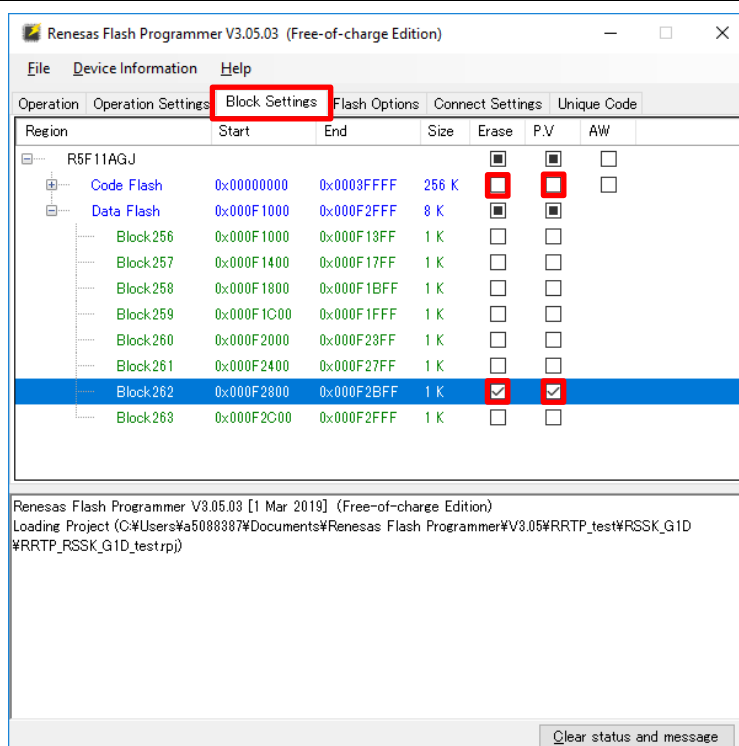 Renesas Flash Programmer V3.05.03 (Free-of-charge Edition)
File Device Information Help
Operation Operation Settings Block Settings Flash Options Connect Settings Unique Code
Region Start End Size Erase P.V AW
R5F11AGJ
Code Flash 0x00000000 0x0003FFFF 256 K
Data Flash 0x000F1000 0x000F2FFF 8 K
Block256 0x000F1000 0x000F13FF 1 K
Block257 0x000F1400 0x000F17FF 1 K
Block258 0x000F1800 0x000F1BFF 1 K
Block259 0x000F1C00 0x000F1FFF 1 K
Block260 0x000F2000 0x000F23FF 1 K
Block261 0x000F2400 0x000F27FF 1 K
Block262 0x000F2800 0x000F2BFF 1 K
Block263 0x000F2C00 0x000F2FFF 1 K
Renesas Flash Programmer V3.05.03 [1 Mar 2019] (Free-of-charge Edition)
Loading Project (C:¥Users¥a5088387¥Documents¥Renesas Flash Programmer¥V3.05¥RRTP_test¥RSSK_G1D
¥RRTP_RSSK_G1D_test.rpj)
Clear status and message